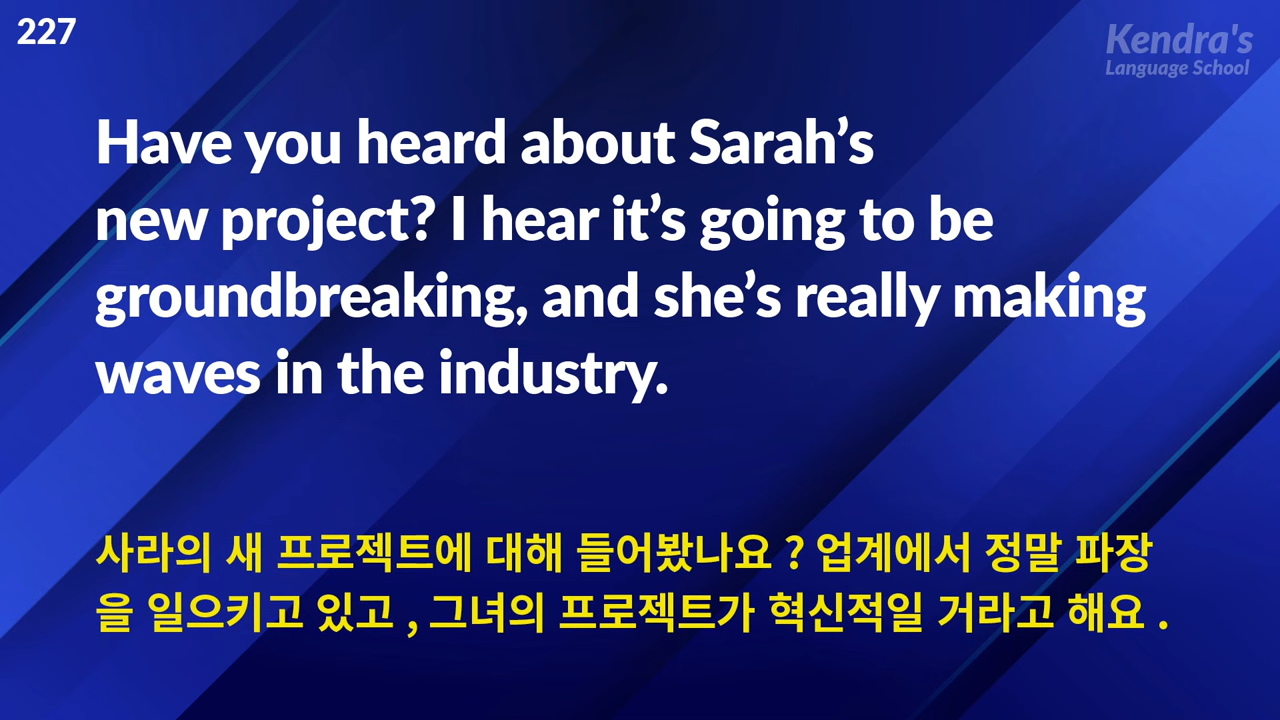 227
Kendra's
Language School
Have you heard about Sarah’s
new project? I hear it’s going to be
groundbreaking, and she’s really making
waves in the industry.
사라의 새 프로젝트에 대해 들어봤나요 ? 업계에서 정말 파장
을 일으키고 있고 , 그녀의 프로젝트가 혁신적일 거라고 해요 .